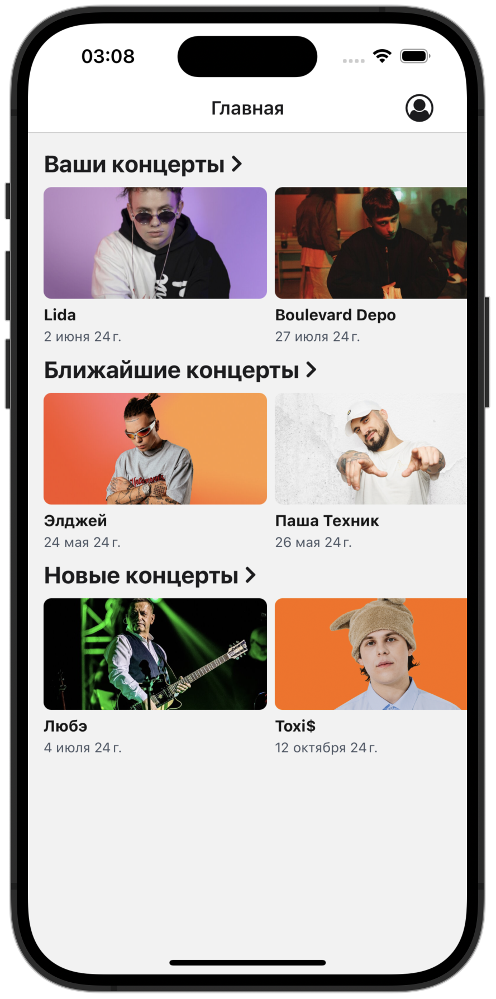 03:08
Главная
Ваши концерты
Lida
Boulevard Depo
2 июня 24 г.
27 июля 24 г.
Ближайшие концерты
Элджей
Паша Техник
24 мая 24 г.
26 мая 24 г.
Новые концерты
Любэ
Toxi$
4 июля 24 г.
12 октября 24 г.